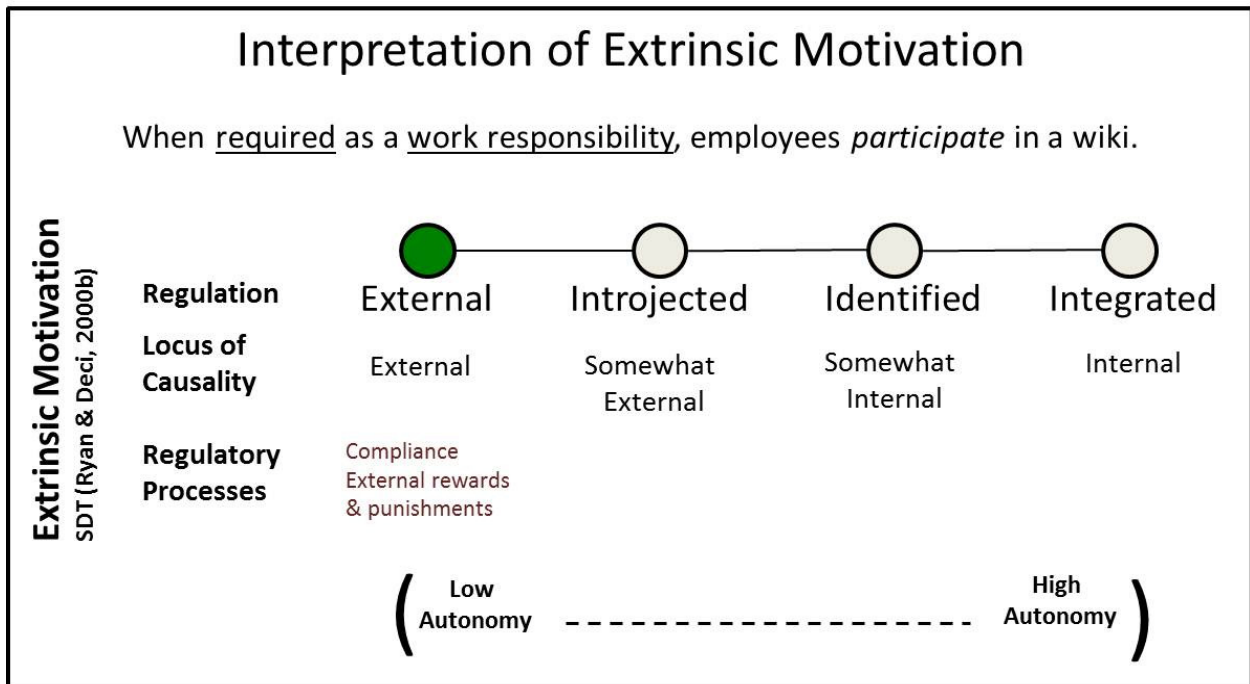 Interpretation of Extrinsic Motivation
When required as a work responsibility, employees participate in a wiki.
Extrinsic Motivation
SDT (Ryan & Deci, 2000b)
Regulation
External
Introjected
Identified
Integrated
Locus of
Causality
External
Somewhat
External
Somewhat
Internal
Internal
Regulatory
Processes
Compliance
External rewards
& punishments
( Low
Autonomy
High
Autonomy )